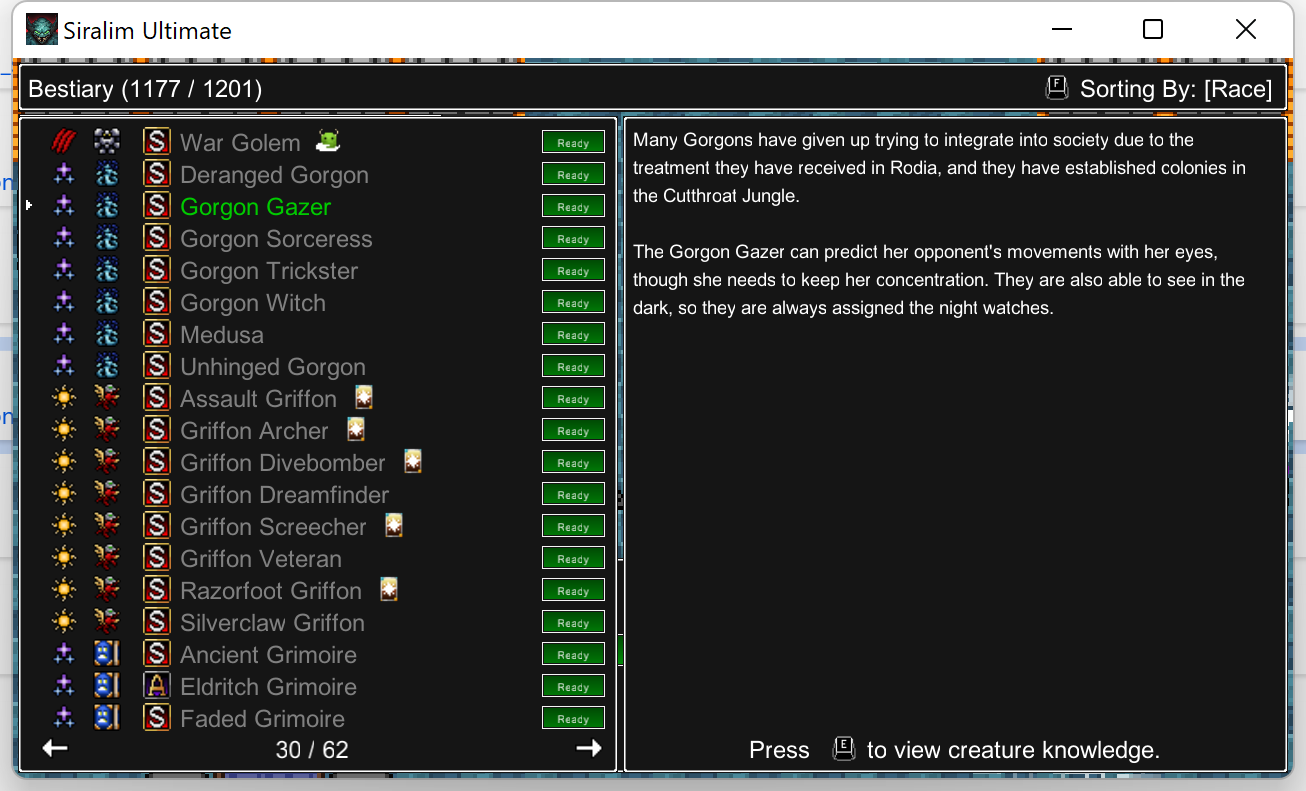 Siralim Ultimate
Bestiary (1177 / 1201)
F Sorting By: [Race]
S War Golem Ready
S Deranged Gorgon Ready
S Gorgon Gazer Ready
S Gorgon Sorceress Ready
S Gorgon Trickster Ready
S Gorgon Witch Ready
S Medusa Ready
S Unhinged Gorgon Ready
S Assault Griffon Ready
S Griffon Archer Ready
S Griffon Divebomber Ready
S Griffon Dreamfinder Ready
S Griffon Screecher Ready
S Griffon Veteran Ready
S Razorfoot Griffon Ready
S Silverclaw Griffon Ready
S Ancient Grimoire Ready
A Eldritch Grimoire Ready
S Faded Grimoire Ready
30 / 62
Many Gorgons have given up trying to integrate into society due to the
treatment they have received in Rodia, and they have established colonies in
the Cutthroat Jungle.
The Gorgon Gazer can predict her opponent's movements with her eyes,
though she needs to keep her concentration. They are also able to see in the
dark, so they are always assigned the night watches.
Press E to view creature knowledge.